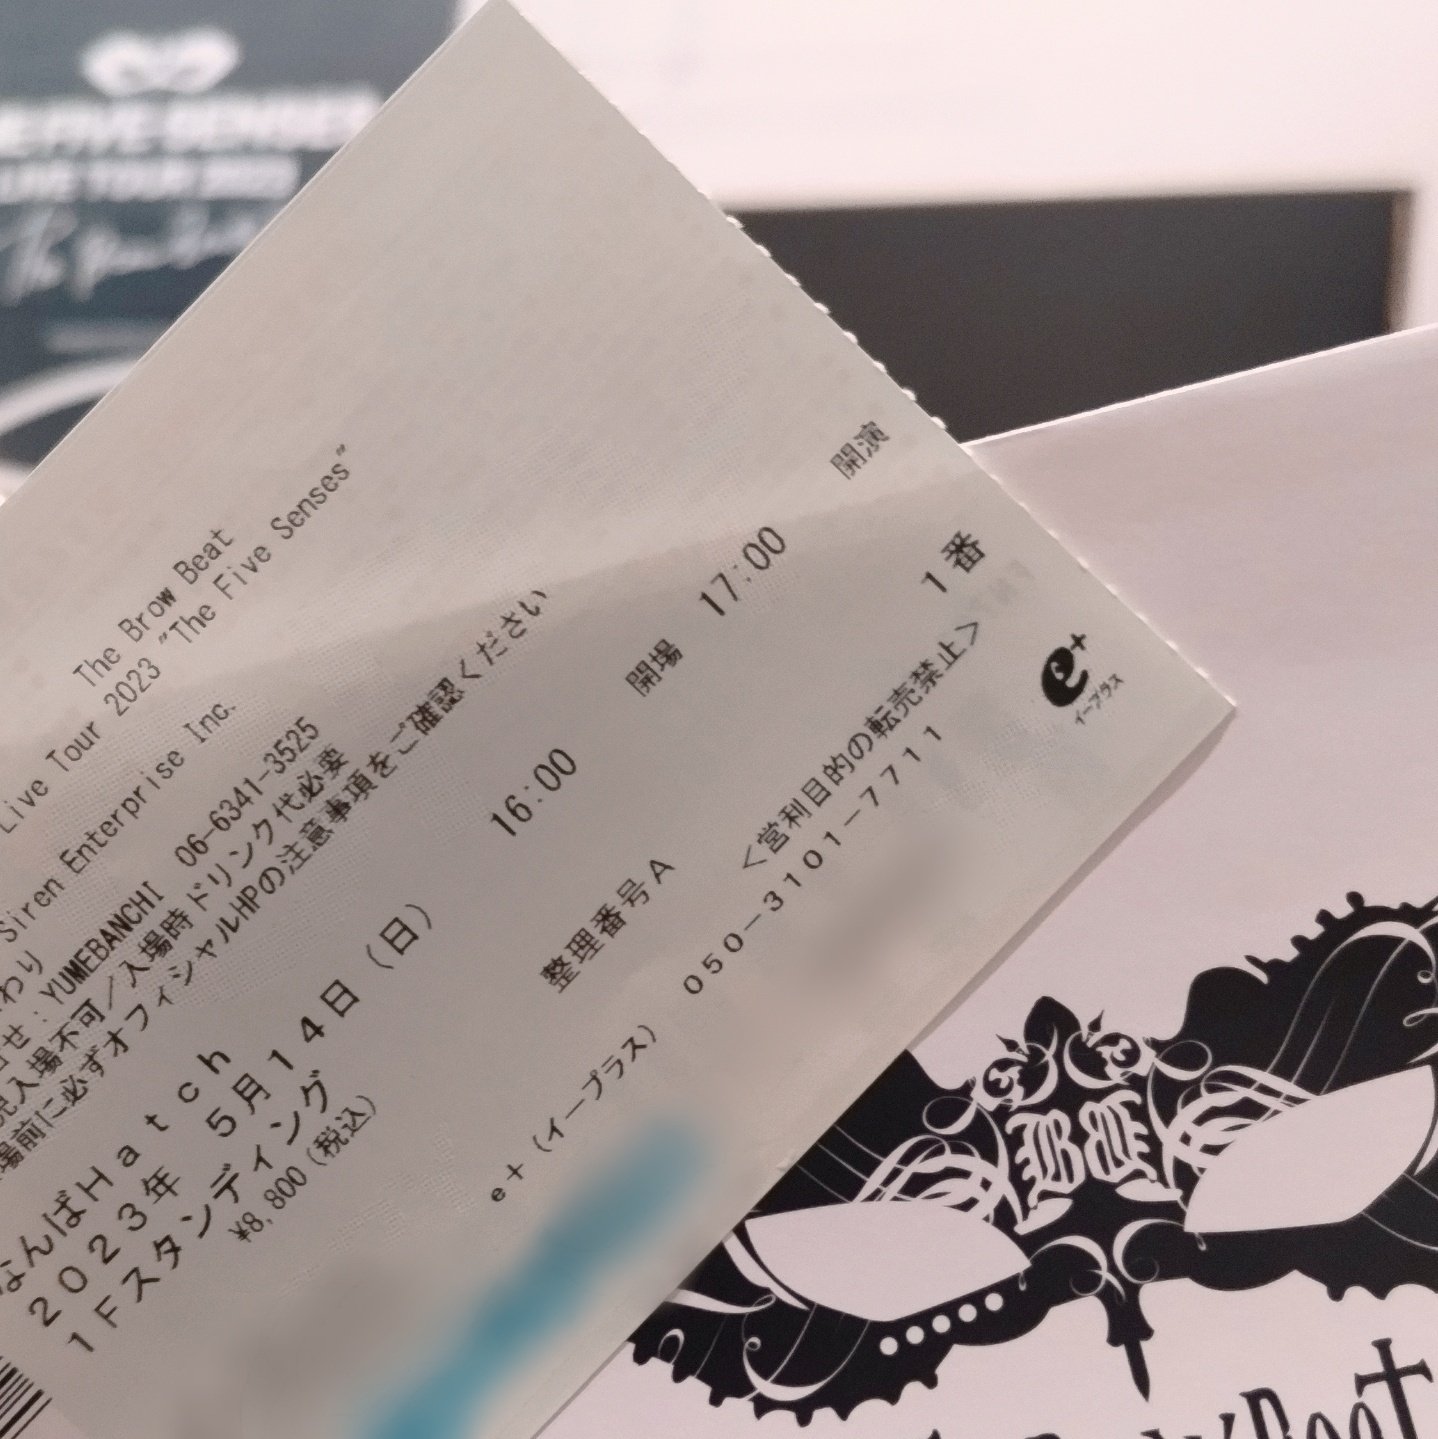 The Brow Beat
Live Tour 2023 "The Five Senses"
Siren Enterprise Inc.
わり
せ：YUMEBANCHI 06-6341-3525
入場不可／入場時ドリンク代必要
場前に必ずオフィシャルHPの注意事項をご確認ください
なんばHatch
2023年 5月14日（日）
16:00 開場 17:00 開演
1Fスタンディング
整理番号A 1番
¥8,800(税込)
＜営利目的の転売禁止＞
e+（イープラス） 050-3101-7711
e+
イープラス
FIVE SENSES
LIVE TOUR 2023
BB
Beat